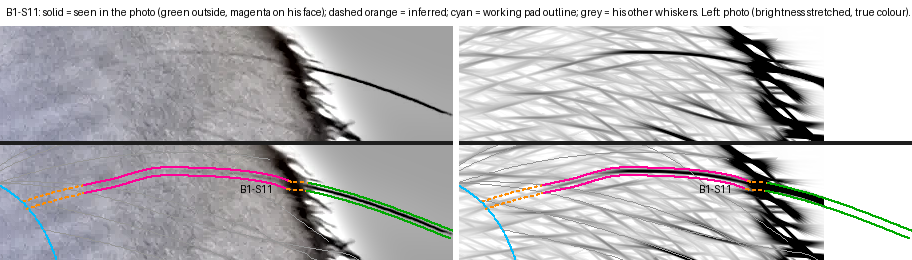 B1-S11: solid = seen in the photo (green outside, magenta on his face); dashed orange = inferred; cyan = working pad outline; grey = his other whiskers. Left photo (brightness stretched, true colour).
B1-S11
B1-S11